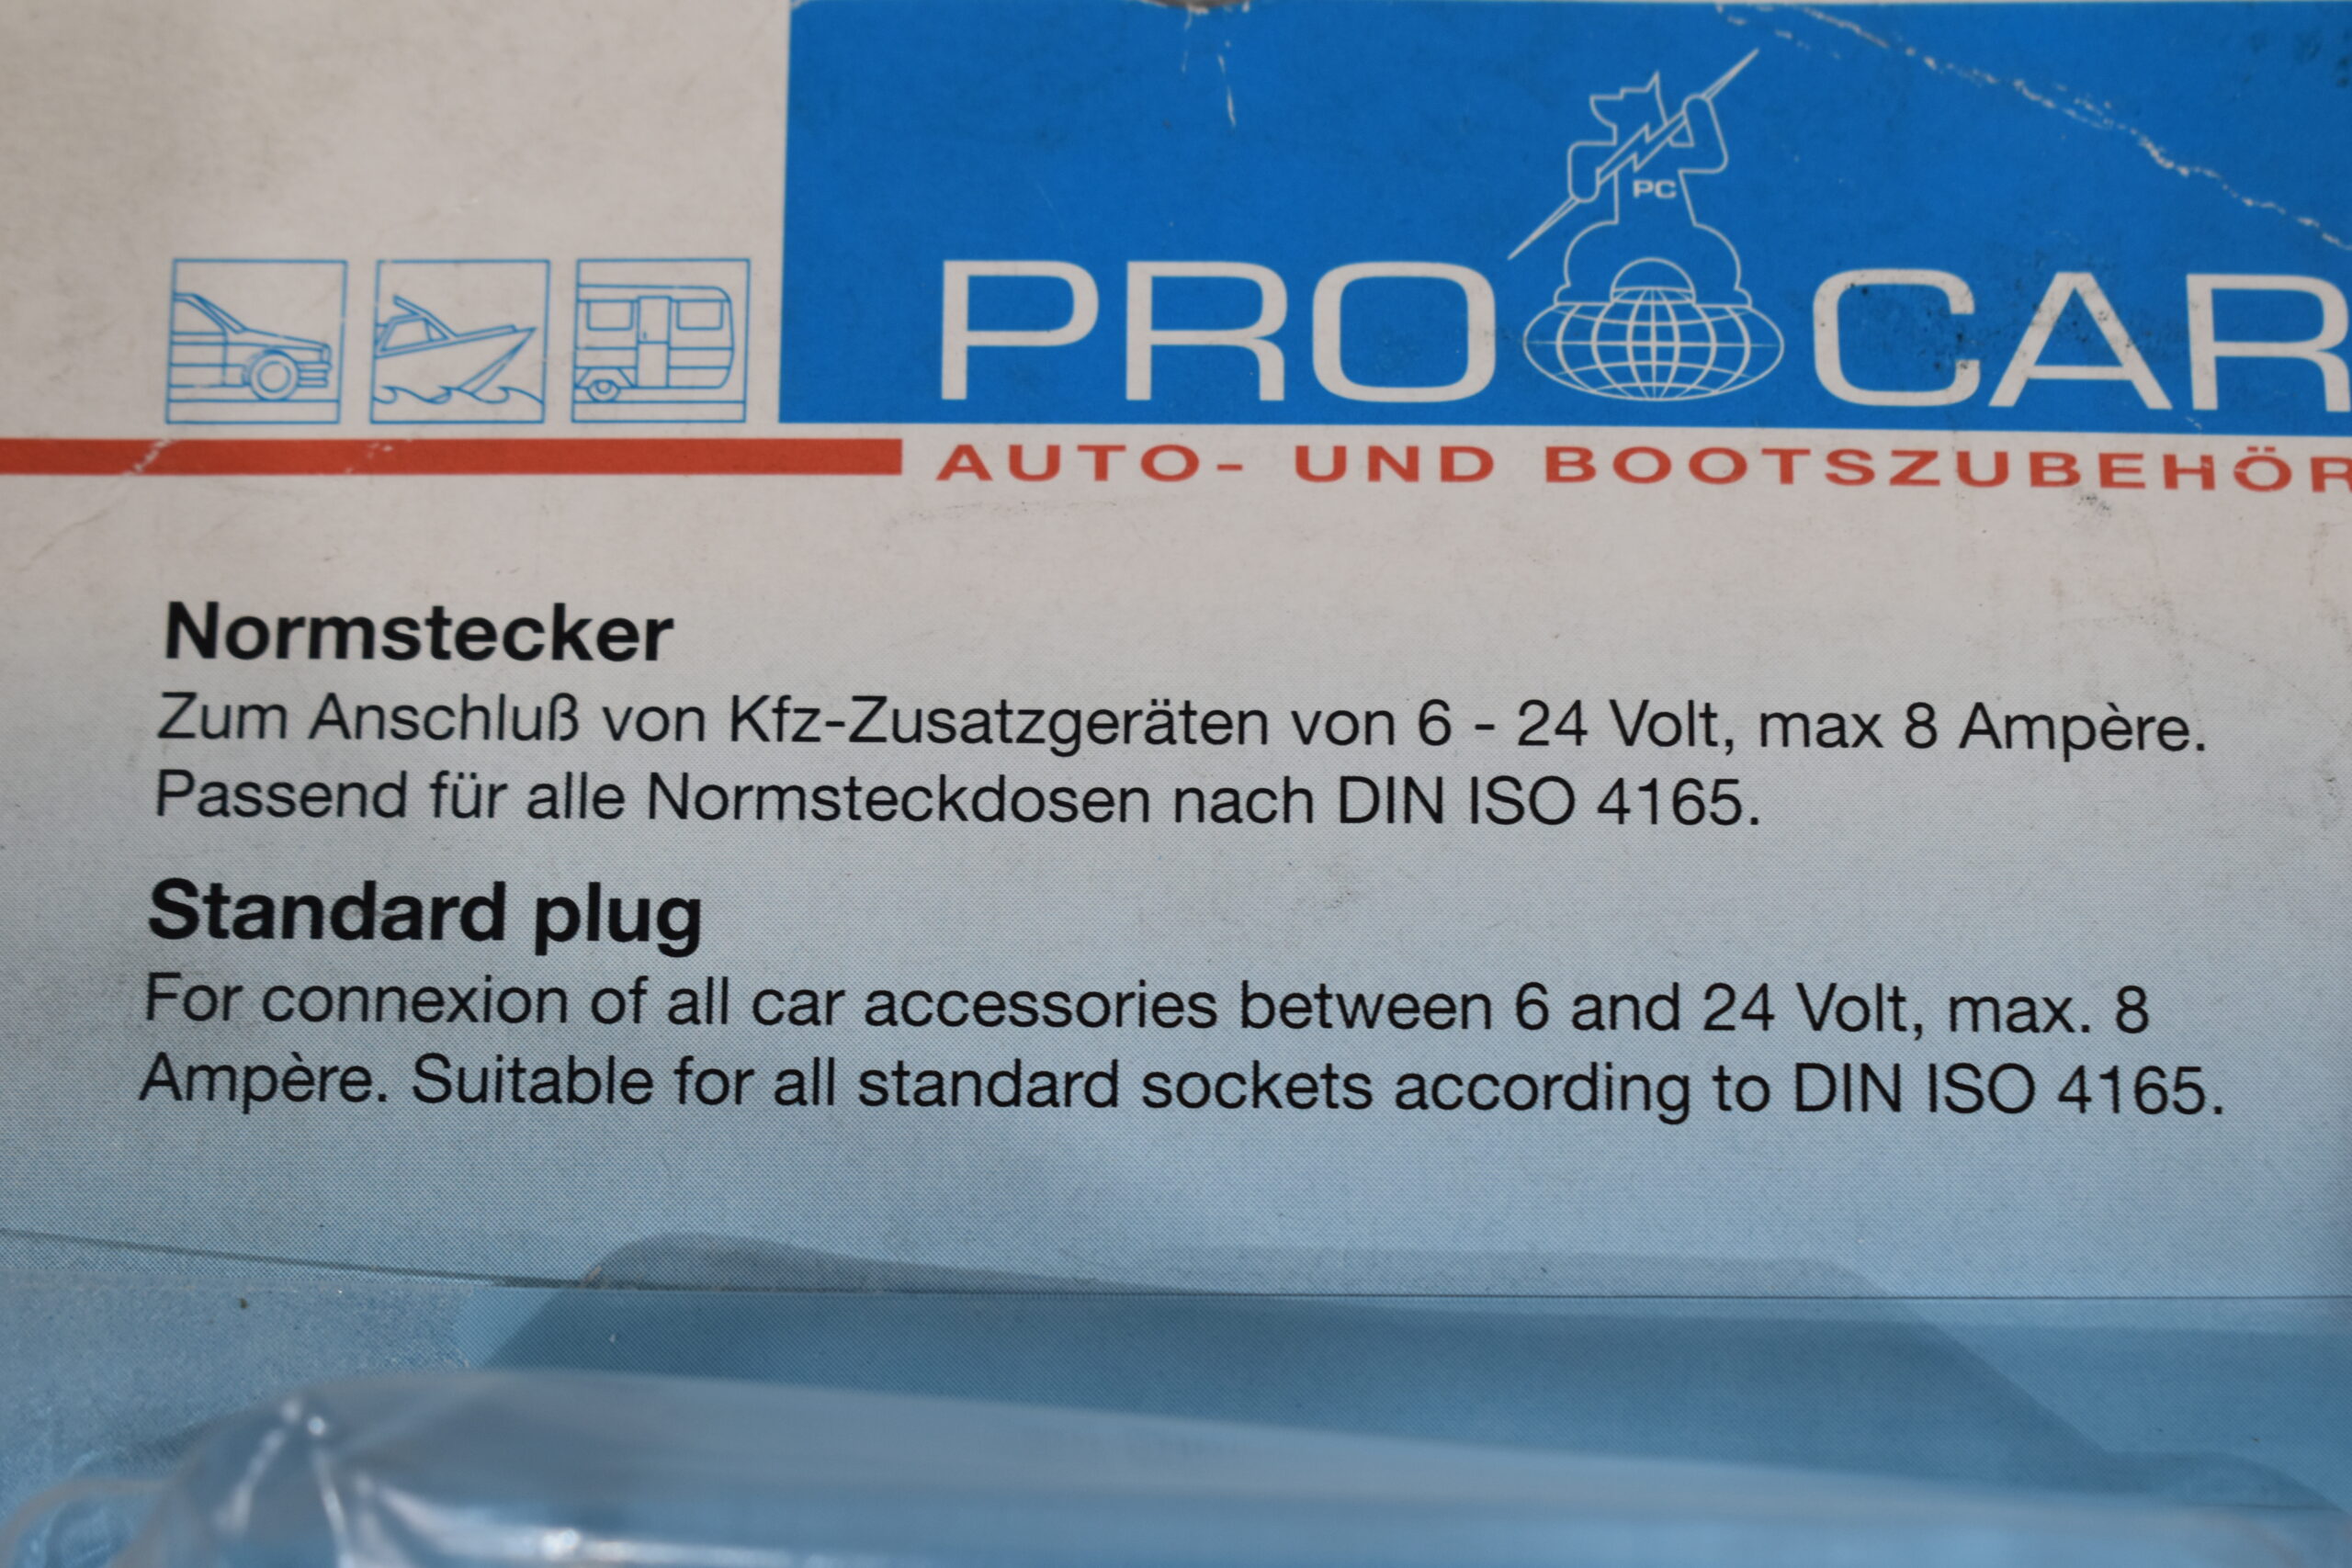 PC
PRO CAR
AUTO- UND BOOTSZUBEHÖR
Normstecker
Zum Anschluß von Kfz-Zusatzgeräten von 6 - 24 Volt, max 8 Ampère.
Passend für alle Normsteckdosen nach DIN ISO 4165.
Standard plug
For connexion of all car accessories between 6 and 24 Volt, max. 8
Ampère. Suitable for all standard sockets according to DIN ISO 4165.